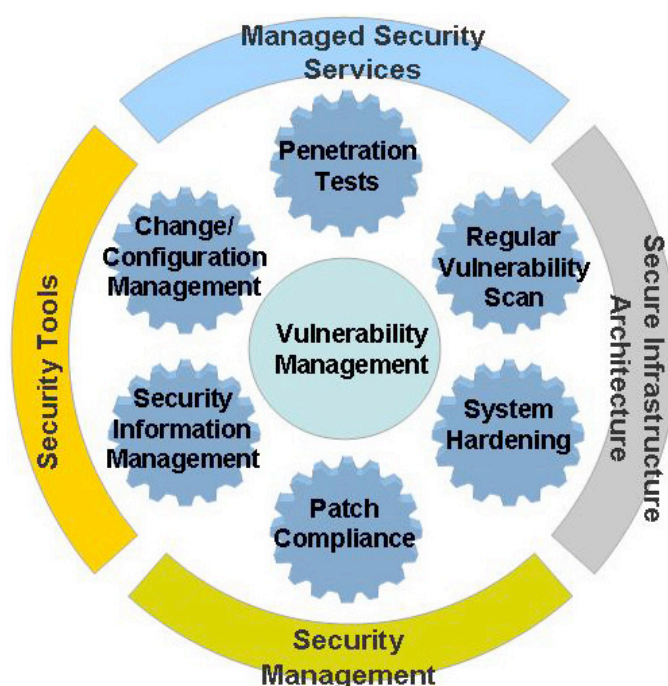 Managed Security
Services
Penetration
Tests
Change/
Configuration
Management
Regular
Vulnerability
Scan
Secure Infrastructure
Architecture
Security Tools
Vulnerability
Management
Security
Information
Management
System
Hardening
Patch
Compliance
Security
Management